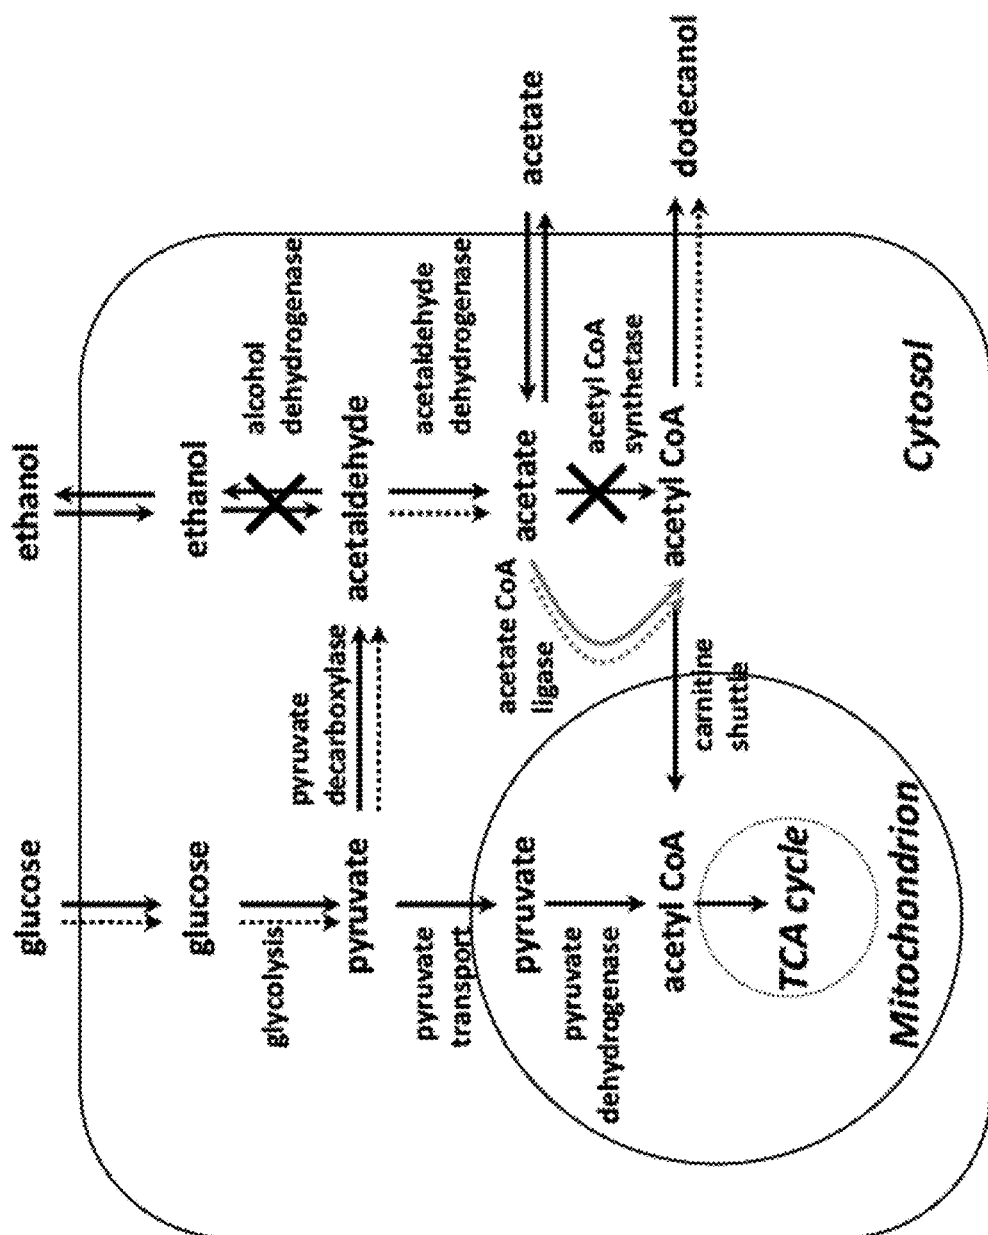 glucose
ethanol
glucose
ethanol
glycolysis
alcohol
dehydrogenase
pyruvate
pyruvate
decarboxylase
acetaldehyde
pyruvate
transport
acetaldehyde
dehydrogenase
pyruvate
acetate CoA
ligase
acetate
acetate
pyruvate
dehydrogenase
acetyl CoA
synthetase
acetyl CoA
carnitine
shuttle
acetyl CoA
dodecanol
TCA cycle
Mitochondrion
Cytosol